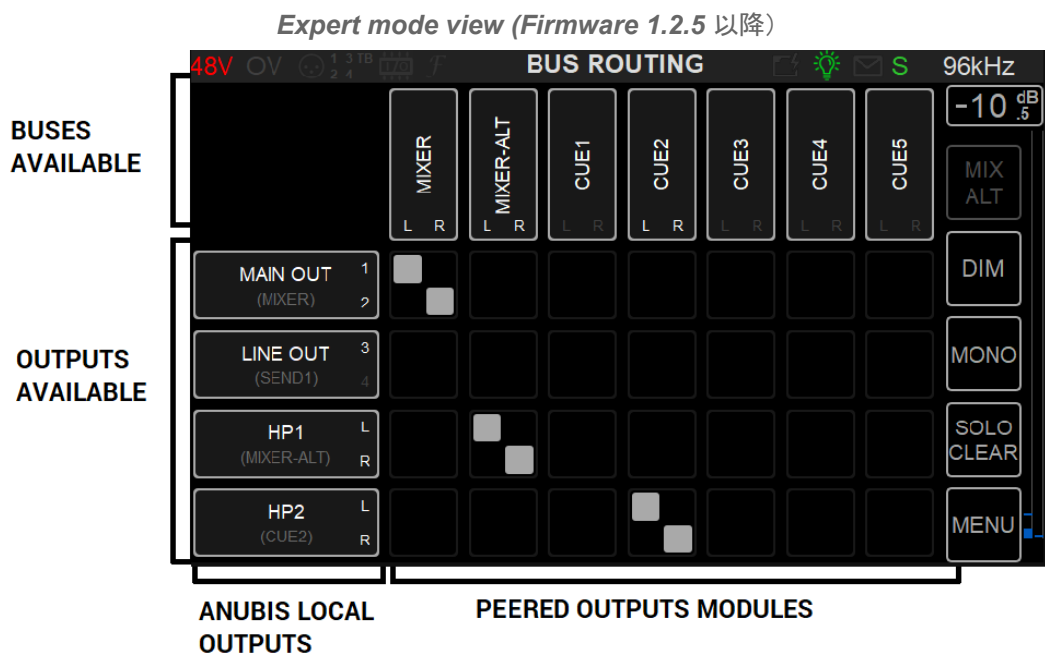 Expert mode view (Firmware 1.2.5 以降）
48V OV 1 3 TB 2 4 F BUS ROUTING S 96kHz
-10 dB .5
BUSES
AVAILABLE
MIXER MIXER-ALT CUE1 CUE2 CUE3 CUE4 CUE5
MIX
ALT
L R L R L R L R L R L R L R
MAIN OUT 1
(MIXER) 2
DIM
OUTPUTS
AVAILABLE
LINE OUT 3
(SEND1) 4
MONO
HP1 L
(MIXER-ALT) R
SOLO
CLEAR
HP2 L
(CUE2) R
MENU
ANUBIS LOCAL
OUTPUTS
PEERED OUTPUTS MODULES